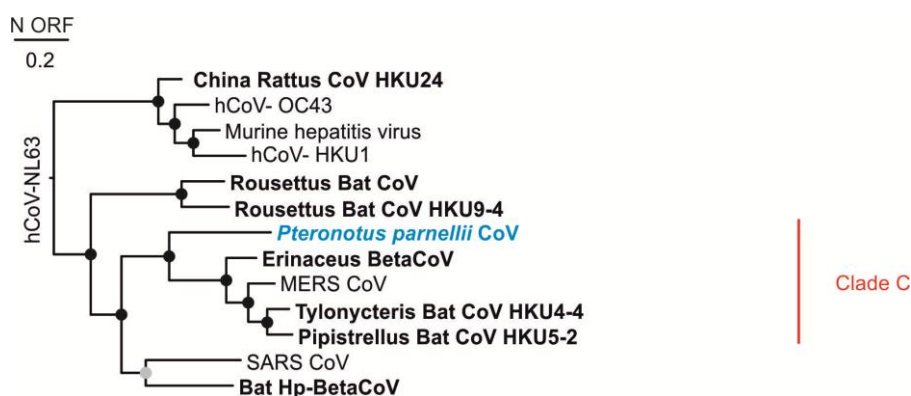 N ORF
0.2
China Rattus CoV HKU24
hCoV- OC43
Murine hepatitis virus
hCoV- HKU1
hCoV-NL63
Rousettus Bat CoV
Rousettus Bat CoV HKU9-4
Pteronotus parnellii CoV
Erinaceus BetaCoV
MERS CoV
Clade C
Tylonycteris Bat CoV HKU4-4
Pipistrellus Bat CoV HKU5-2
SARS CoV
Bat Hp-BetaCoV